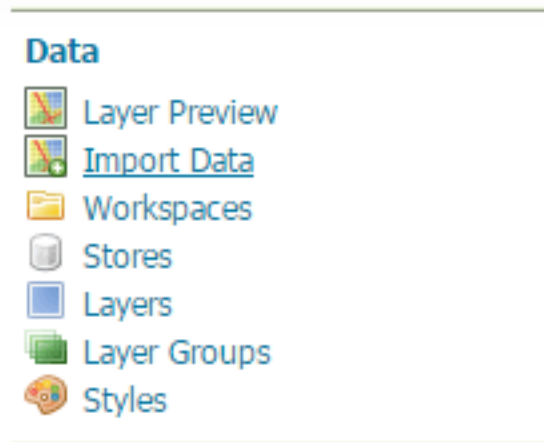 Data
Layer Preview
Import Data
Workspaces
Stores
Layers
Layer Groups
Styles